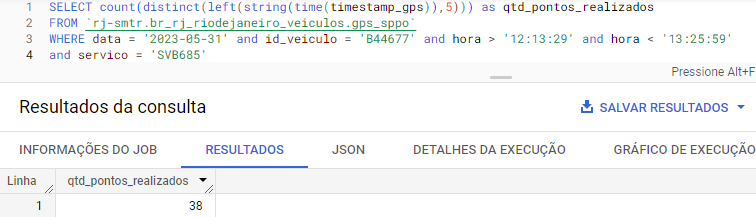 1 SELECT count(distinct(left(string(time(timestamp_gps)),5))) as qtd_pontos_realizados
2 FROM `rj-smtr.br_rj_riodejaneiro_veiculos.gps_sppo`
3 WHERE data = '2023-05-31' and id_veiculo = 'B44677' and hora > '12:13:29' and hora < '13:25:59'
4 and servico = 'SVB685'
Pressione Alt+F
Resultados da consulta SALVAR RESULTADOS
INFORMAÇÕES DO JOB RESULTADOS JSON DETALHES DA EXECUÇÃO GRÁFICO DE EXECUÇÃO
Linha qtd_pontos_realizados
1 38